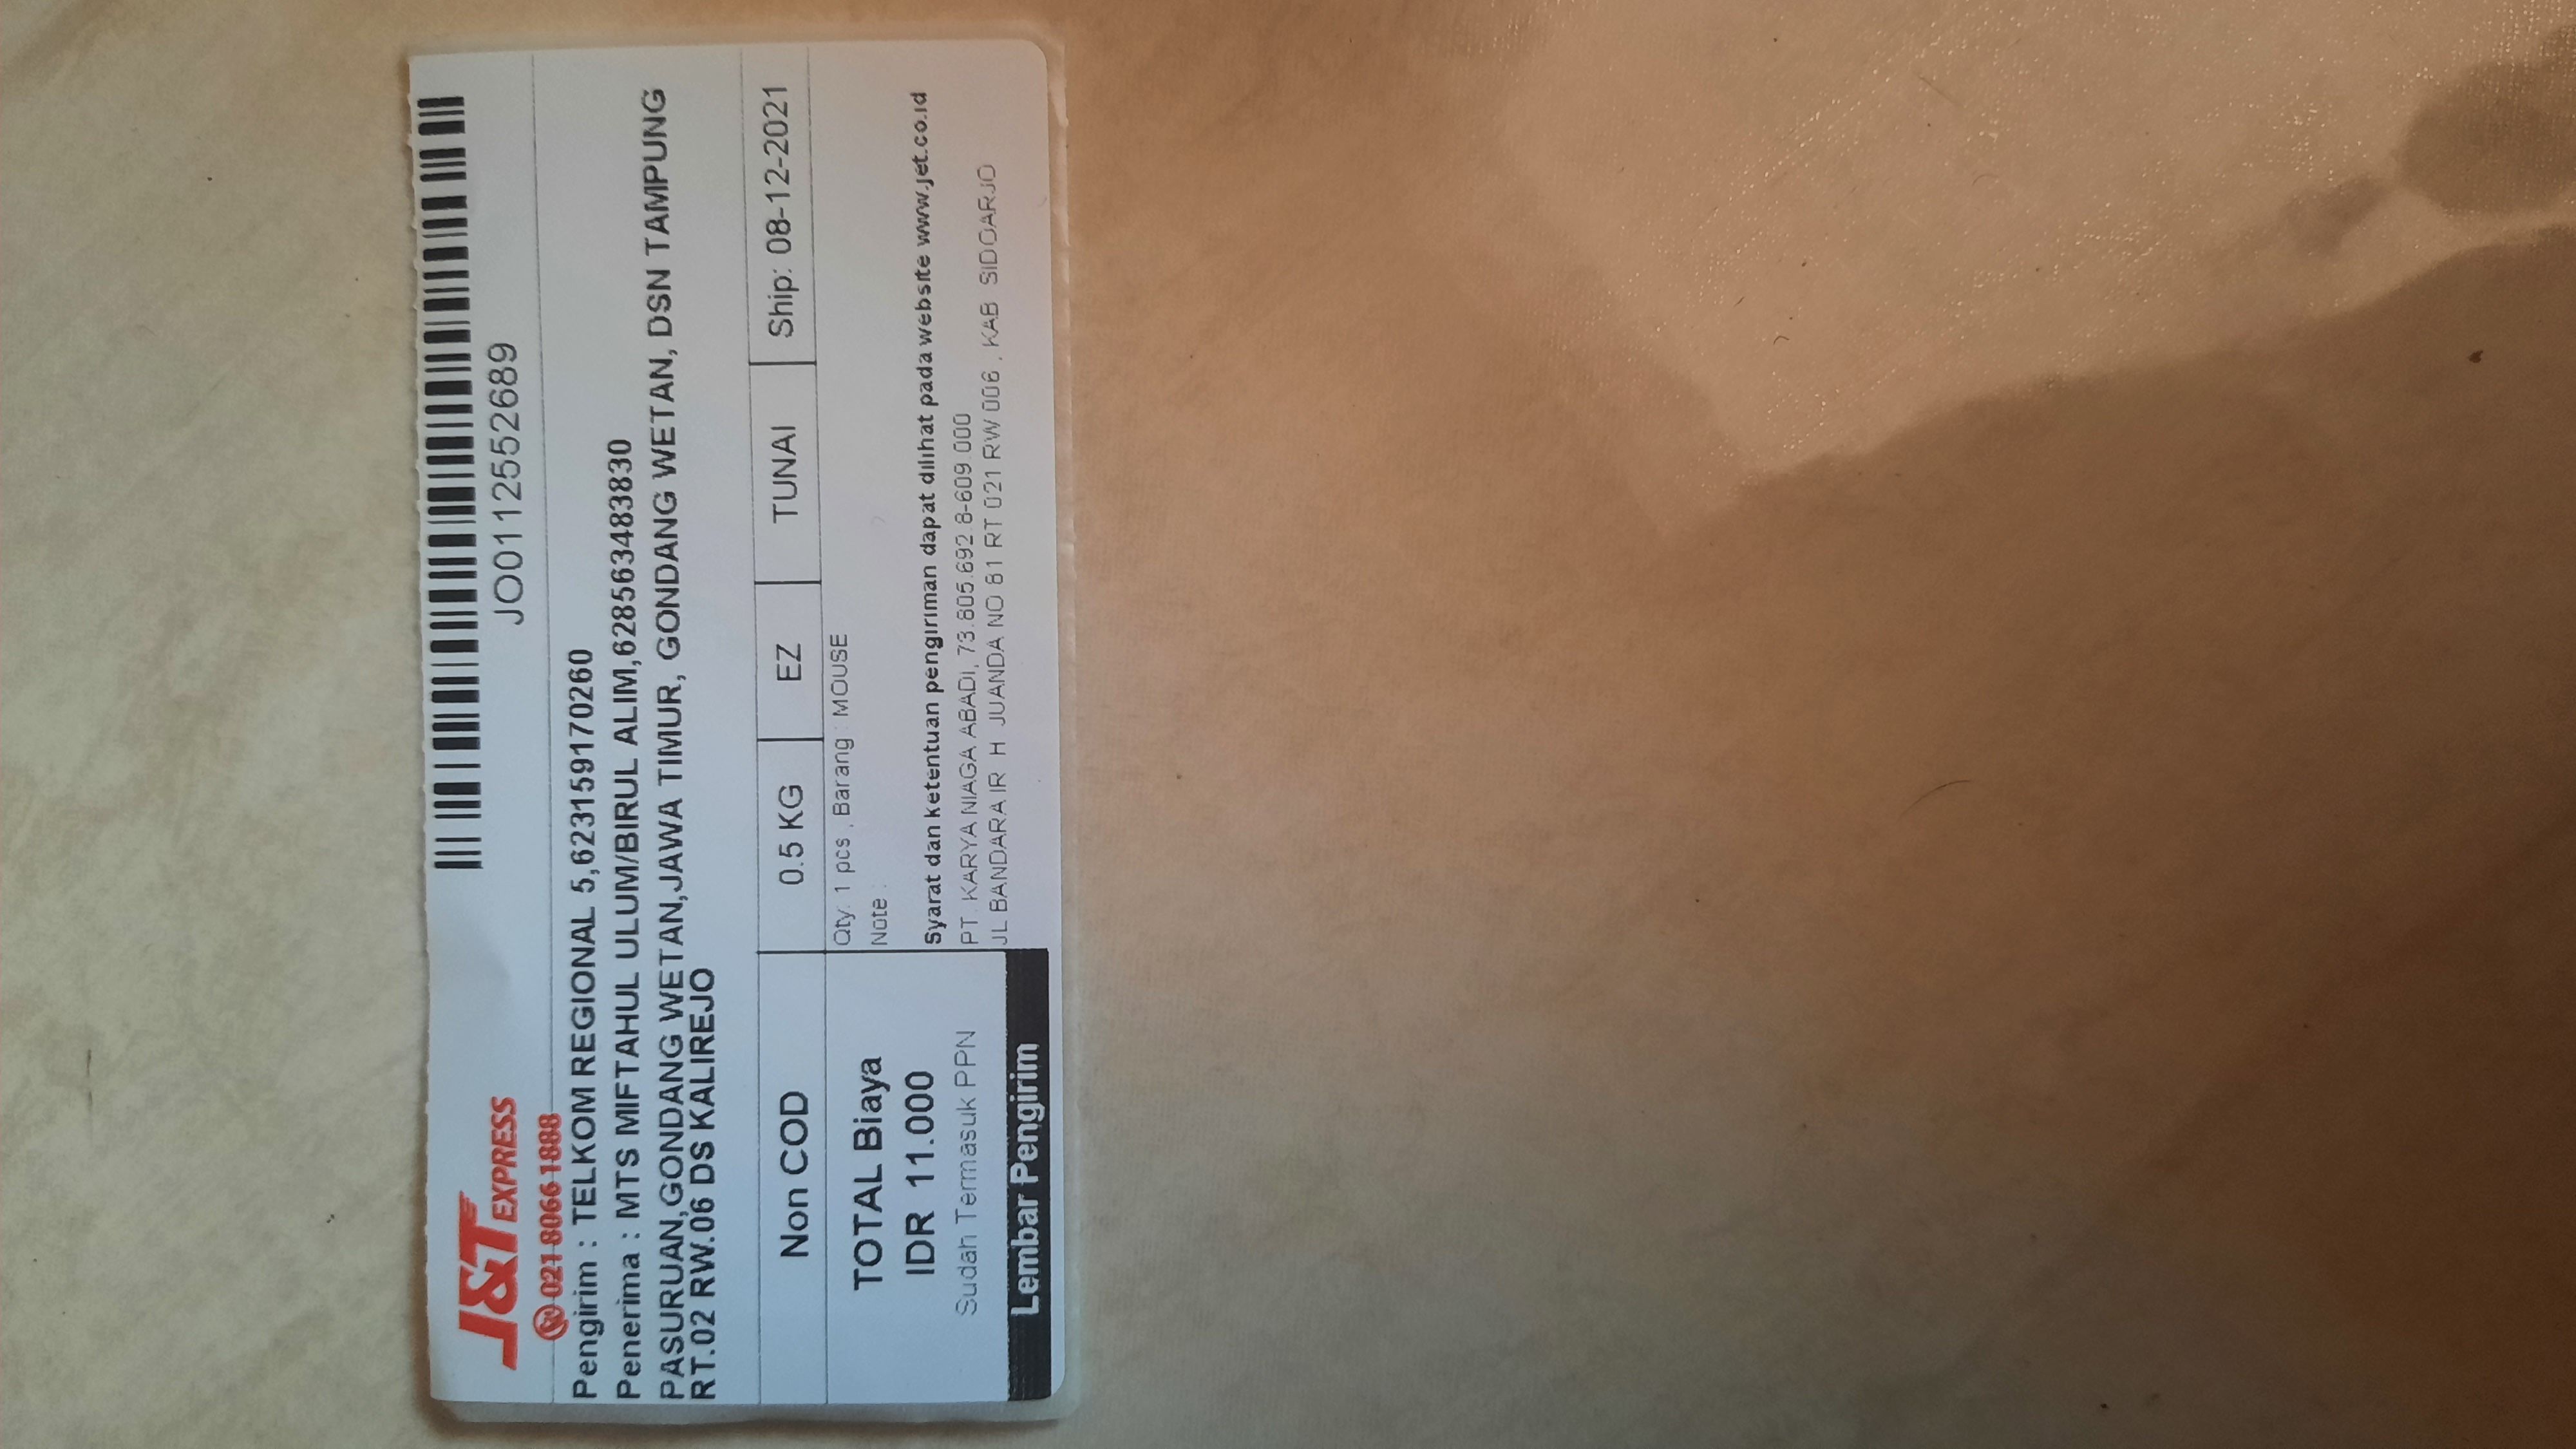 J&T EXPRESS
JO0112552689
021 8066 1888
Pengirim : TELKOM REGIONAL 5,623159170260
Penerima : MTS MIFTAHUL ULUM/BIRUL ALIM,628563483830
PASURUAN,GONDANG WETAN,JAWA TIMUR, GONDANG WETAN, DSN TAMPUNG
RT.02 RW.06 DS KALIREJO
Non COD 0.5 KG EZ TUNAI Ship: 08-12-2021
TOTAL Biaya
IDR 11.000
Sudah Termasuk PPN
Lembar Pengirim
Qty: 1 pcs , Barang : MOUSE
Note :
Syarat dan ketentuan pengiriman dapat dilihat pada website www.jet.co.id
PT. KARYA NIAGA ABADI, 73.805.692.8-609.000
JL BANDARA IR. H. JUANDA NO 81 RT 021 RW 006 , KAB. SIDOARJO